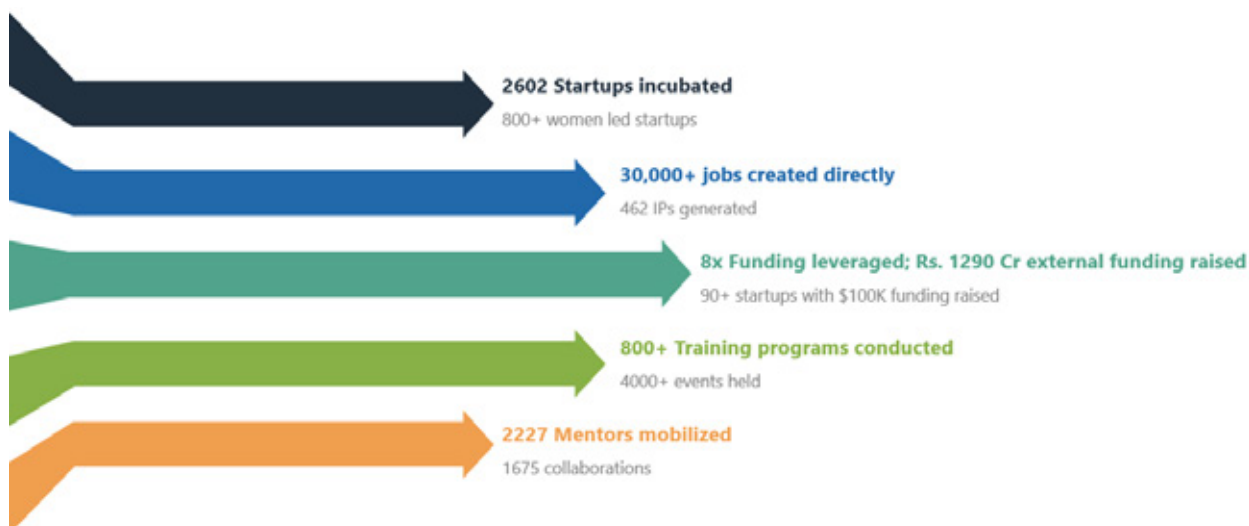 2602 Startups incubated
800+ women led startups
30,000+ jobs created directly
462 IPs generated
8x Funding leveraged; Rs. 1290 Cr external funding raised
90+ startups with $100K funding raised
800+ Training programs conducted
4000+ events held
2227 Mentors mobilized
1675 collaborations